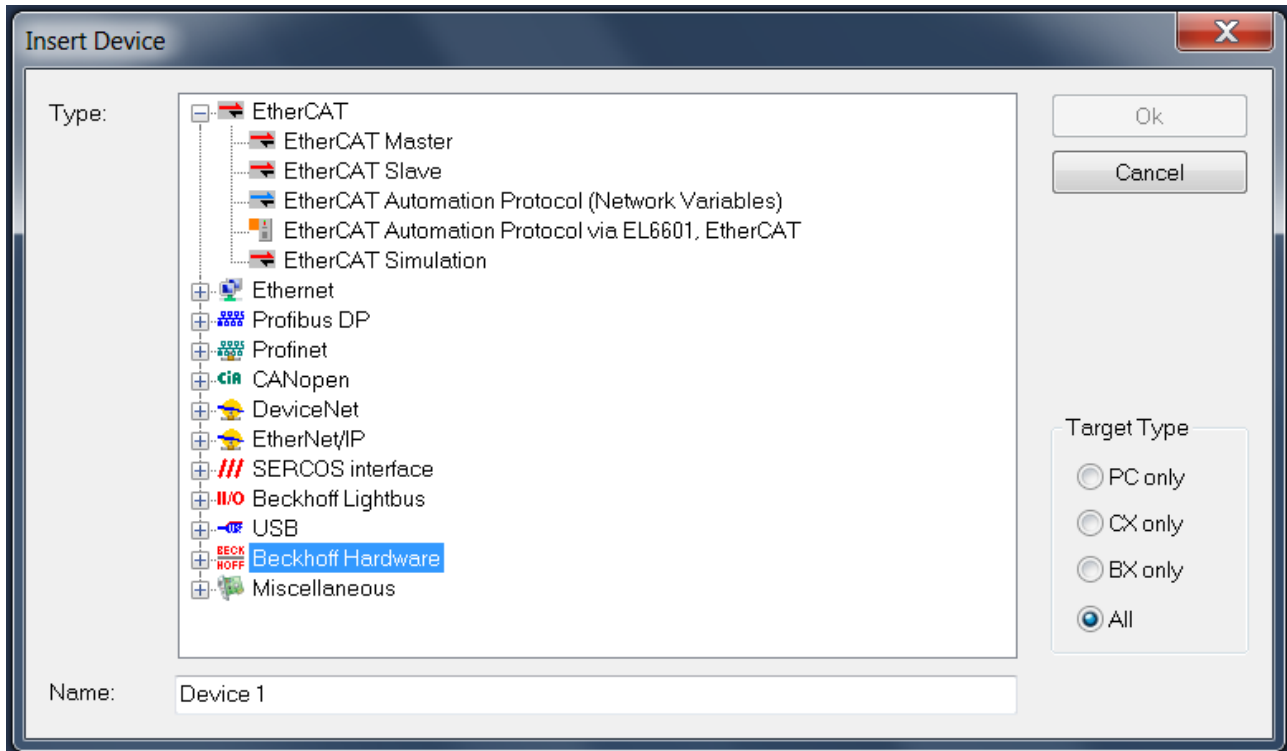 Insert Device
X
Type:
EtherCAT
EtherCAT Master
EtherCAT Slave
EtherCAT Automation Protocol (Network Variables)
EtherCAT Automation Protocol via EL6601, EtherCAT
EtherCAT Simulation
Ethernet
Profibus DP
Profinet
CiA CANopen
DeviceNet
EtherNet/IP
SERCOS interface
II/O Beckhoff Lightbus
USB
BECK
HOFF Beckhoff Hardware
Miscellaneous
Ok
Cancel
Target Type
PC only
CX only
BX only
All
Name:
Device 1